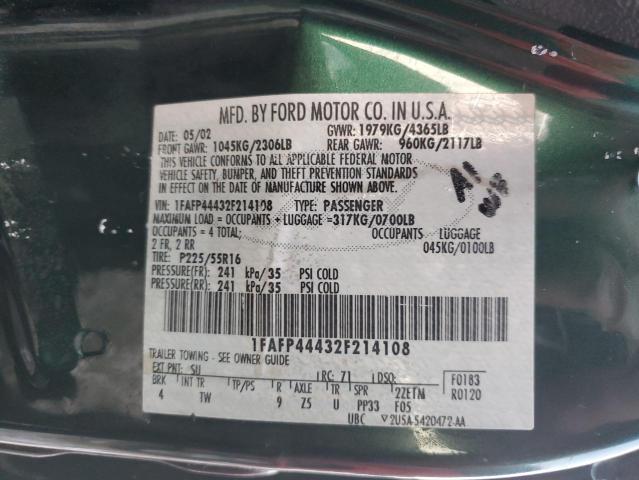 MFD. BY FORD MOTOR CO. IN U.S.A.
DATE: 05/02 GVWR: 1979KG/4365LB
FRONT GAWR: 1045KG/2306LB REAR GAWR: 960KG/2117LB
THIS VEHICLE CONFORMS TO ALL APPLICABLE FEDERAL MOTOR
VEHICLE SAFETY, BUMPER, AND THEFT PREVENTION STANDARDS
IN EFFECT ON THE DATE OF MANUFACTURE SHOWN ABOVE.
VIN: 1FAFP44432F214108 TYPE: PASSENGER
MAXIMUM LOAD = OCCUPANTS + LUGGAGE =317KG/0700LB
OCCUPANTS = 4 TOTAL; OCCUPANTS LUGGAGE
2 FR, 2 RR 045KG/0100LB
TIRE: P225/55R16
PRESSURE(FR): 241 kPa/35 PSI COLD
PRESSURE(RR): 241 kPa/35 PSI COLD
1FAFP44432F214108
TRAILER TOWING - SEE OWNER GUIDE
EXT PNT: SU RC: 71 DSO: F0183
BRK INT TR TP/PS R AXLE TR SPR 2ZETM R0120
4 TW 9 Z5 U PP33 F05
UBC ▽2USA-5420472-AA